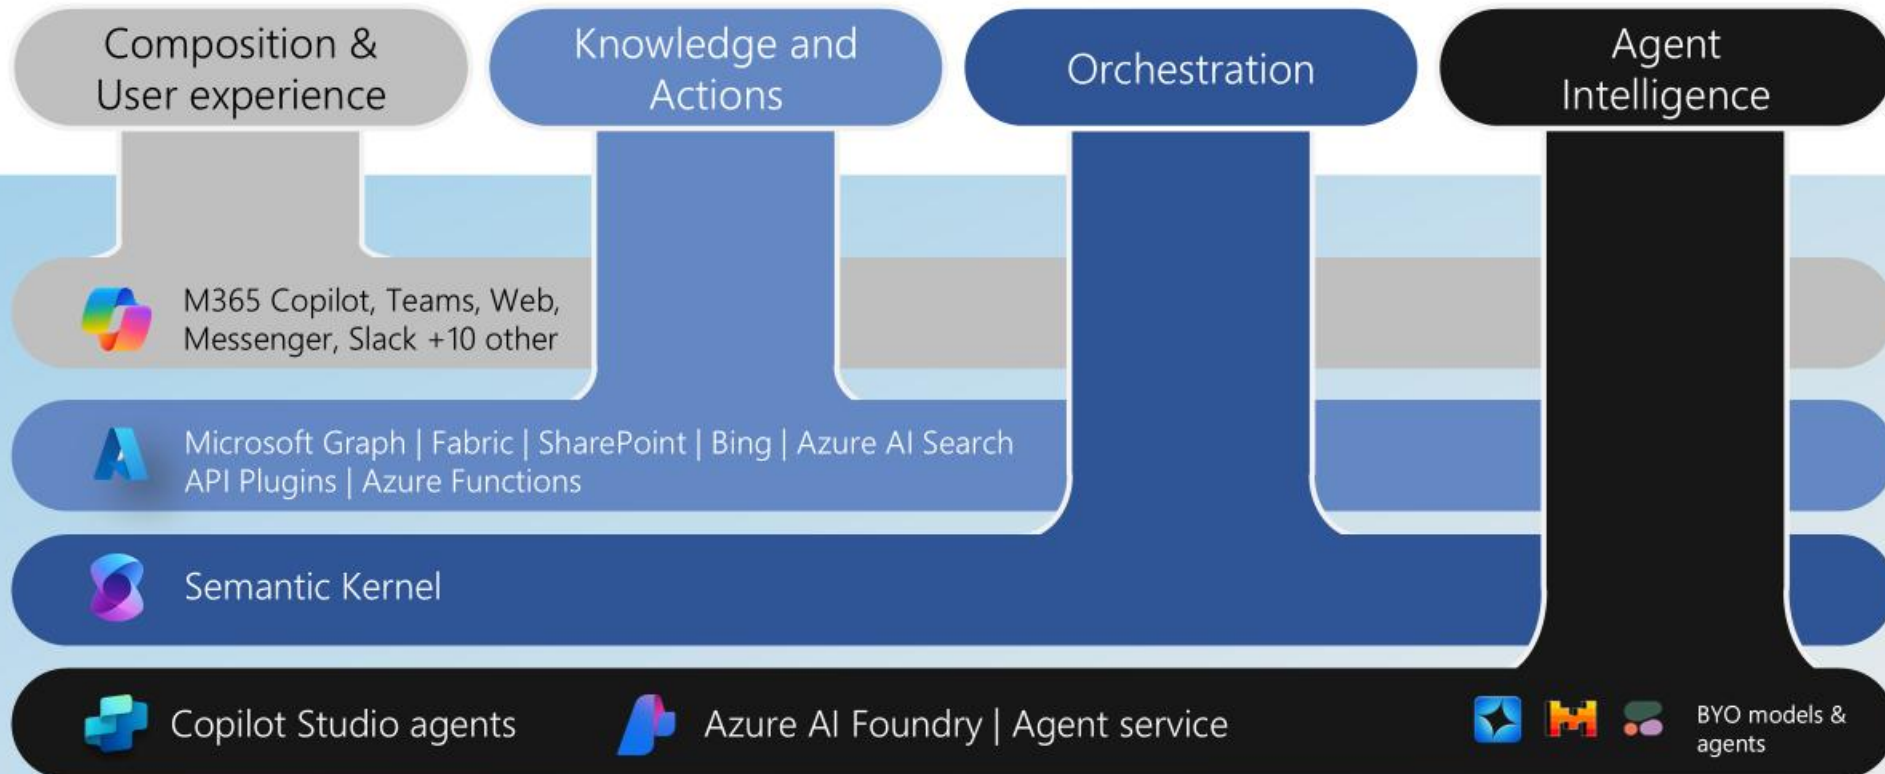 Composition &
User experience
Knowledge and
Actions
Orchestration
Agent
Intelligence
M365 Copilot, Teams, Web,
Messenger, Slack +10 other
Microsoft Graph | Fabric | SharePoint | Bing | Azure AI Search
API Plugins | Azure Functions
Semantic Kernel
Copilot Studio agents
Azure AI Foundry | Agent service
BYO models &
agents